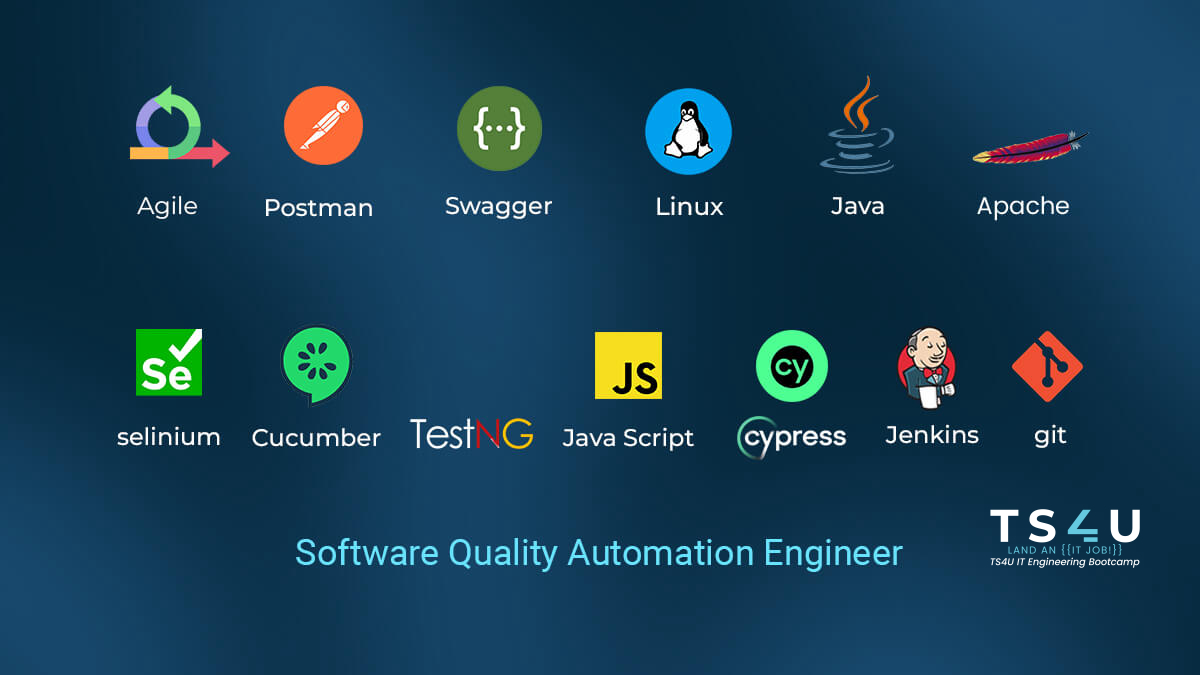 Agile
Postman
Swagger
Linux
Java
Apache
Se
selinium
Cucumber
TestNG
JS
Java Script
cy
cypress
Jenkins
git
Software Quality Automation Engineer
TS4U
LAND AN {{IT JOB!}}
TS4U IT Engineering Bootcamp